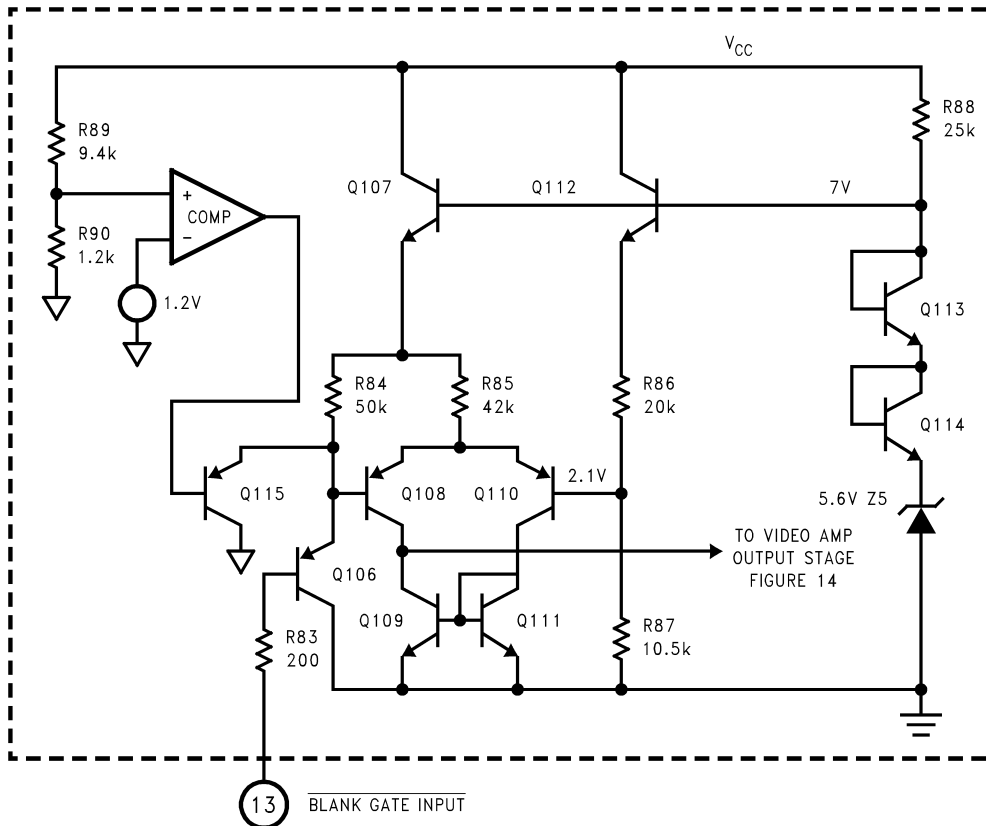 VCC
R89
9.4k
R88
25k
Q107
Q112
7V
+
COMP
−
R90
1.2k
1.2V
Q113
R84
50k
R85
42k
R86
20k
Q114
Q115
Q108
Q110
2.1V
5.6V Z5
TO VIDEO AMP
OUTPUT STAGE
FIGURE 14
Q106
Q109
Q111
R83
200
R87
10.5k
13
BLANK GATE INPUT